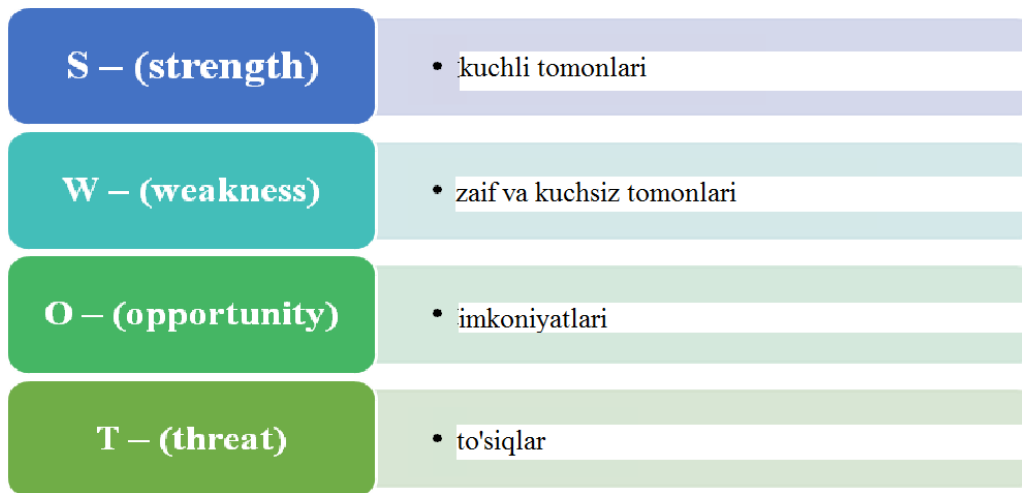 S – (strength)
• kuchli tomonlari
W – (weakness)
• zaif va kuchsiz tomonlari
O – (opportunity)
• imkoniyatlari
T – (threat)
• to'siqlar